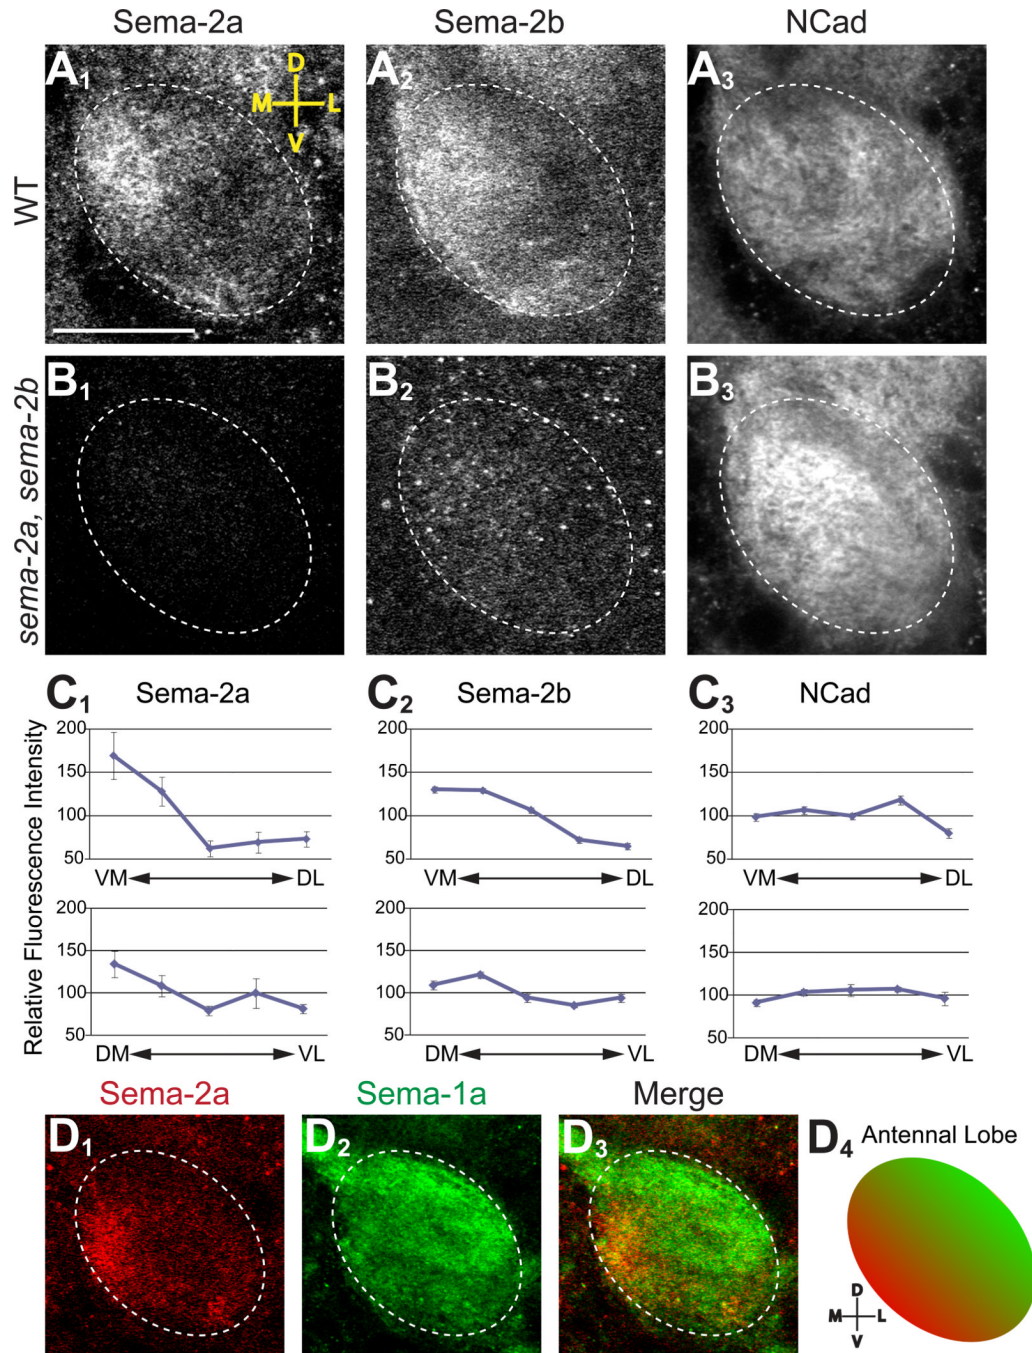 Sema-2a Sema-2b NCad
WT
A1 D M L V A2 A3
sema-2a, sema-2b
B1 B2 B3
C1 Sema-2a C2 Sema-2b C3 NCad
Relative Fluorescence Intensity
200 200 200
150 150 150
100 100 100
50 50 50
VM DL VM DL VM DL
200 200 200
150 150 150
100 100 100
50 50 50
DM VL DM VL DM VL
Sema-2a Sema-1a Merge
D1 D2 D3 D4 Antennal Lobe
D
M L
V